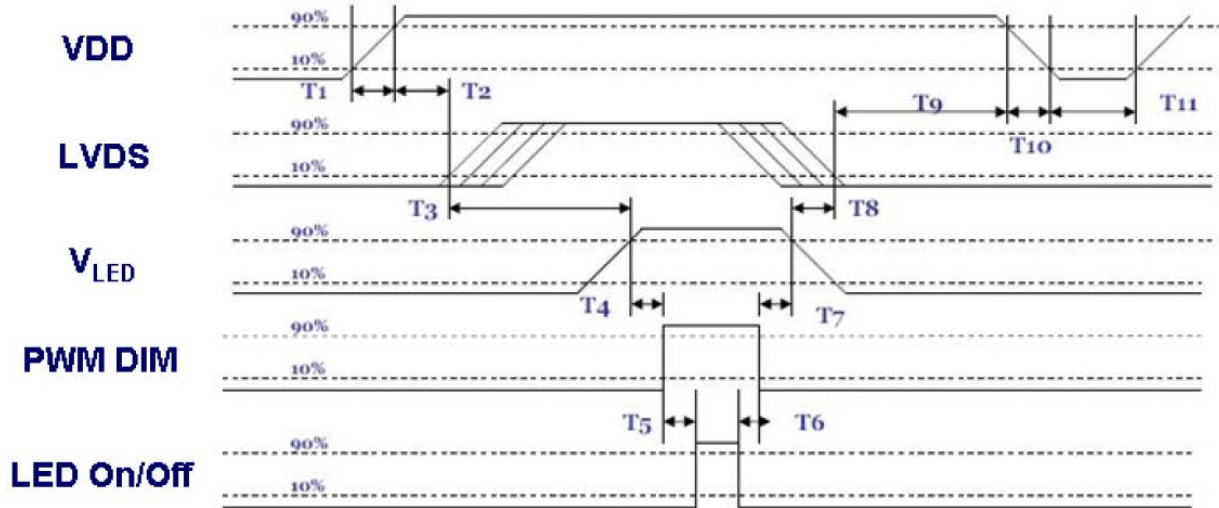 90%
VDD
10%
T1
T2
T9
T11
90%
LVDS
10%
T10
T3
T8
90%
VLED
10%
T4
T7
90%
PWM DIM
10%
T5
T6
90%
LED On/Off
10%